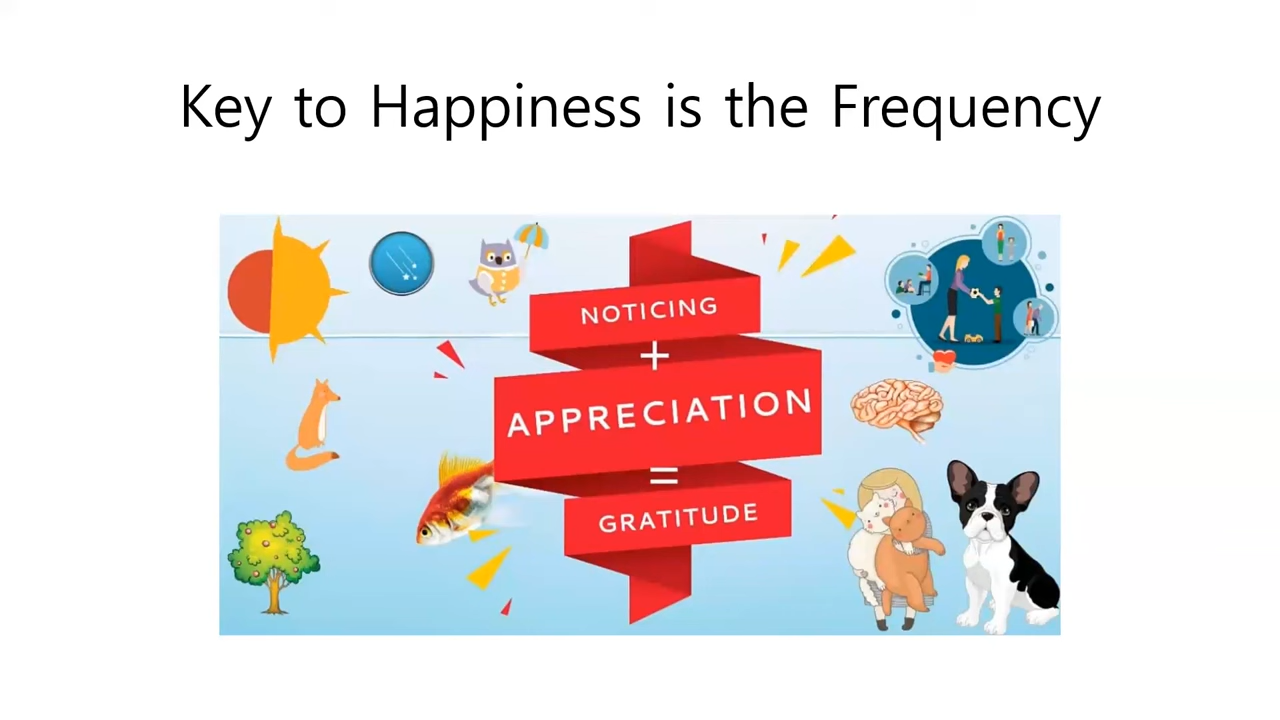 Key to Happiness is the Frequency
NOTICING
+
APPRECIATION
=
GRATITUDE